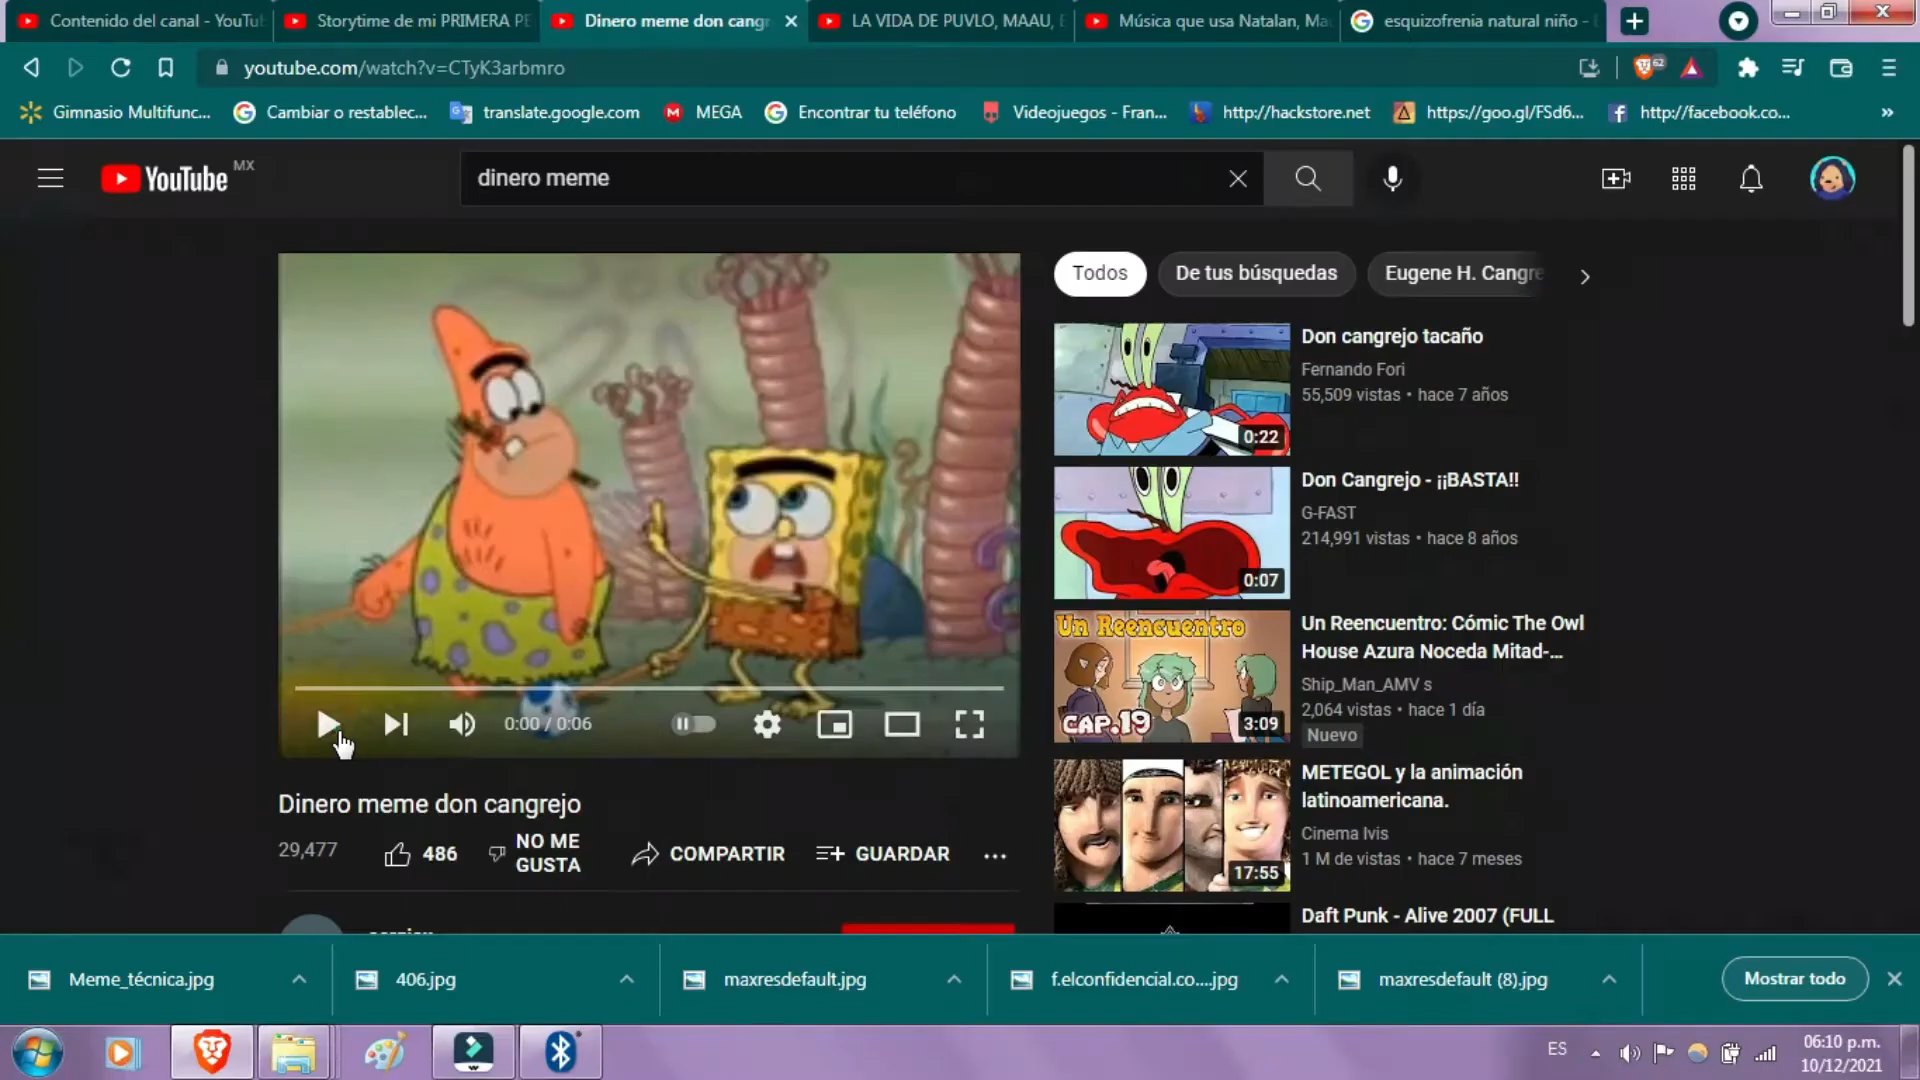 Contenido del canal - YouTu
Storytime de mi PRIMERA PE
Dinero meme don cangr
LA VIDA DE PUVLO, MAAU, E
Música que usa Natalan, Ma
esquizofrenia natural niño -
youtube.com/watch?v=CTyK3arbmro
62
Gimnasio Multifunc...
Cambiar o restablec...
translate.google.com
MEGA
Encontrar tu teléfono
Videojuegos - Fran...
http://hackstore.net
https://goo.gl/FSd6...
http://facebook.co...
»
YouTube MX
dinero meme
Todos
De tus búsquedas
Eugene H. Cangre
Don cangrejo tacaño
Fernando Fori
55,509 vistas • hace 7 años
0:22
Don Cangrejo - ¡¡BASTA!!
G-FAST
214,991 vistas • hace 8 años
0:07
Un Reencuentro
CAP.19
3:09
Un Reencuentro: Cómic The Owl
House Azura Noceda Mitad-...
Ship_Man_AMV s
2,064 vistas • hace 1 día
Nuevo
METEGOL y la animación
latinoamericana.
Cinema Ivis
1 M de vistas • hace 7 meses
17:55
Daft Punk - Alive 2007 (FULL
0:00 / 0:06
Dinero meme don cangrejo
29,477
486
NO ME
GUSTA
COMPARTIR
GUARDAR
Meme_técnica.jpg
406.jpg
maxresdefault.jpg
f.elconfidencial.co....jpg
maxresdefault (8).jpg
Mostrar todo
ES
06:10 p.m.
10/12/2021